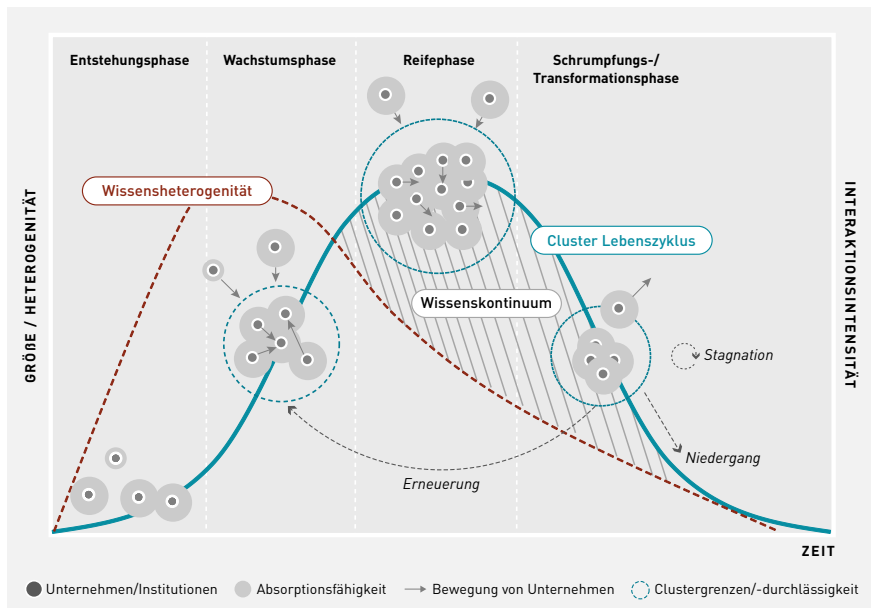 Entstehungsphase
Wachstumsphase
Reifephase
Schrumpfungs-/
Transformationsphase
Wissensheterogenität
Cluster Lebenszyklus
Wissenskontinuum
Stagnation
Niedergang
Erneuerung
GRÖßE / HETEROGENITÄT
INTERAKTIONSINTENSITÄT
ZEIT
Unternehmen/Institutionen
Absorptionsfähigkeit
Bewegung von Unternehmen
Clustergrenzen/-durchlässigkeit